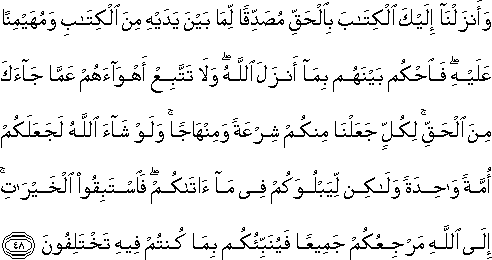 وَأَنزَلْنَآ إِلَيْكَ ٱلْكِتَـٰبَ بِٱلْحَقِّ مُصَدِّقًا لِّمَا بَيْنَ يَدَيْهِ مِنَ ٱلْكِتَـٰبِ وَمُهَيْمِنًا
عَلَيْهِ ۖ فَٱحْكُم بَيْنَهُم بِمَآ أَنزَلَ ٱللَّهُ ۖ وَلَا تَتَّبِعْ أَهْوَآءَهُمْ عَمَّا جَآءَكَ
مِنَ ٱلْحَقِّ ۚ لِكُلٍّ جَعَلْنَا مِنكُمْ شِرْعَةً وَمِنْهَاجًا ۚ وَلَوْ شَآءَ ٱللَّهُ لَجَعَلَكُمْ
أُمَّةً وَٰحِدَةً وَلَـٰكِن لِّيَبْلُوَكُمْ فِى مَآ ءَاتَىٰكُمْ ۖ فَٱسْتَبِقُوا۟ ٱلْخَيْرَٰتِ ۚ
إِلَى ٱللَّهِ مَرْجِعُكُمْ جَمِيعًا فَيُنَبِّئُكُم بِمَا كُنتُمْ فِيهِ تَخْتَلِفُونَ ﴿٤٨﴾